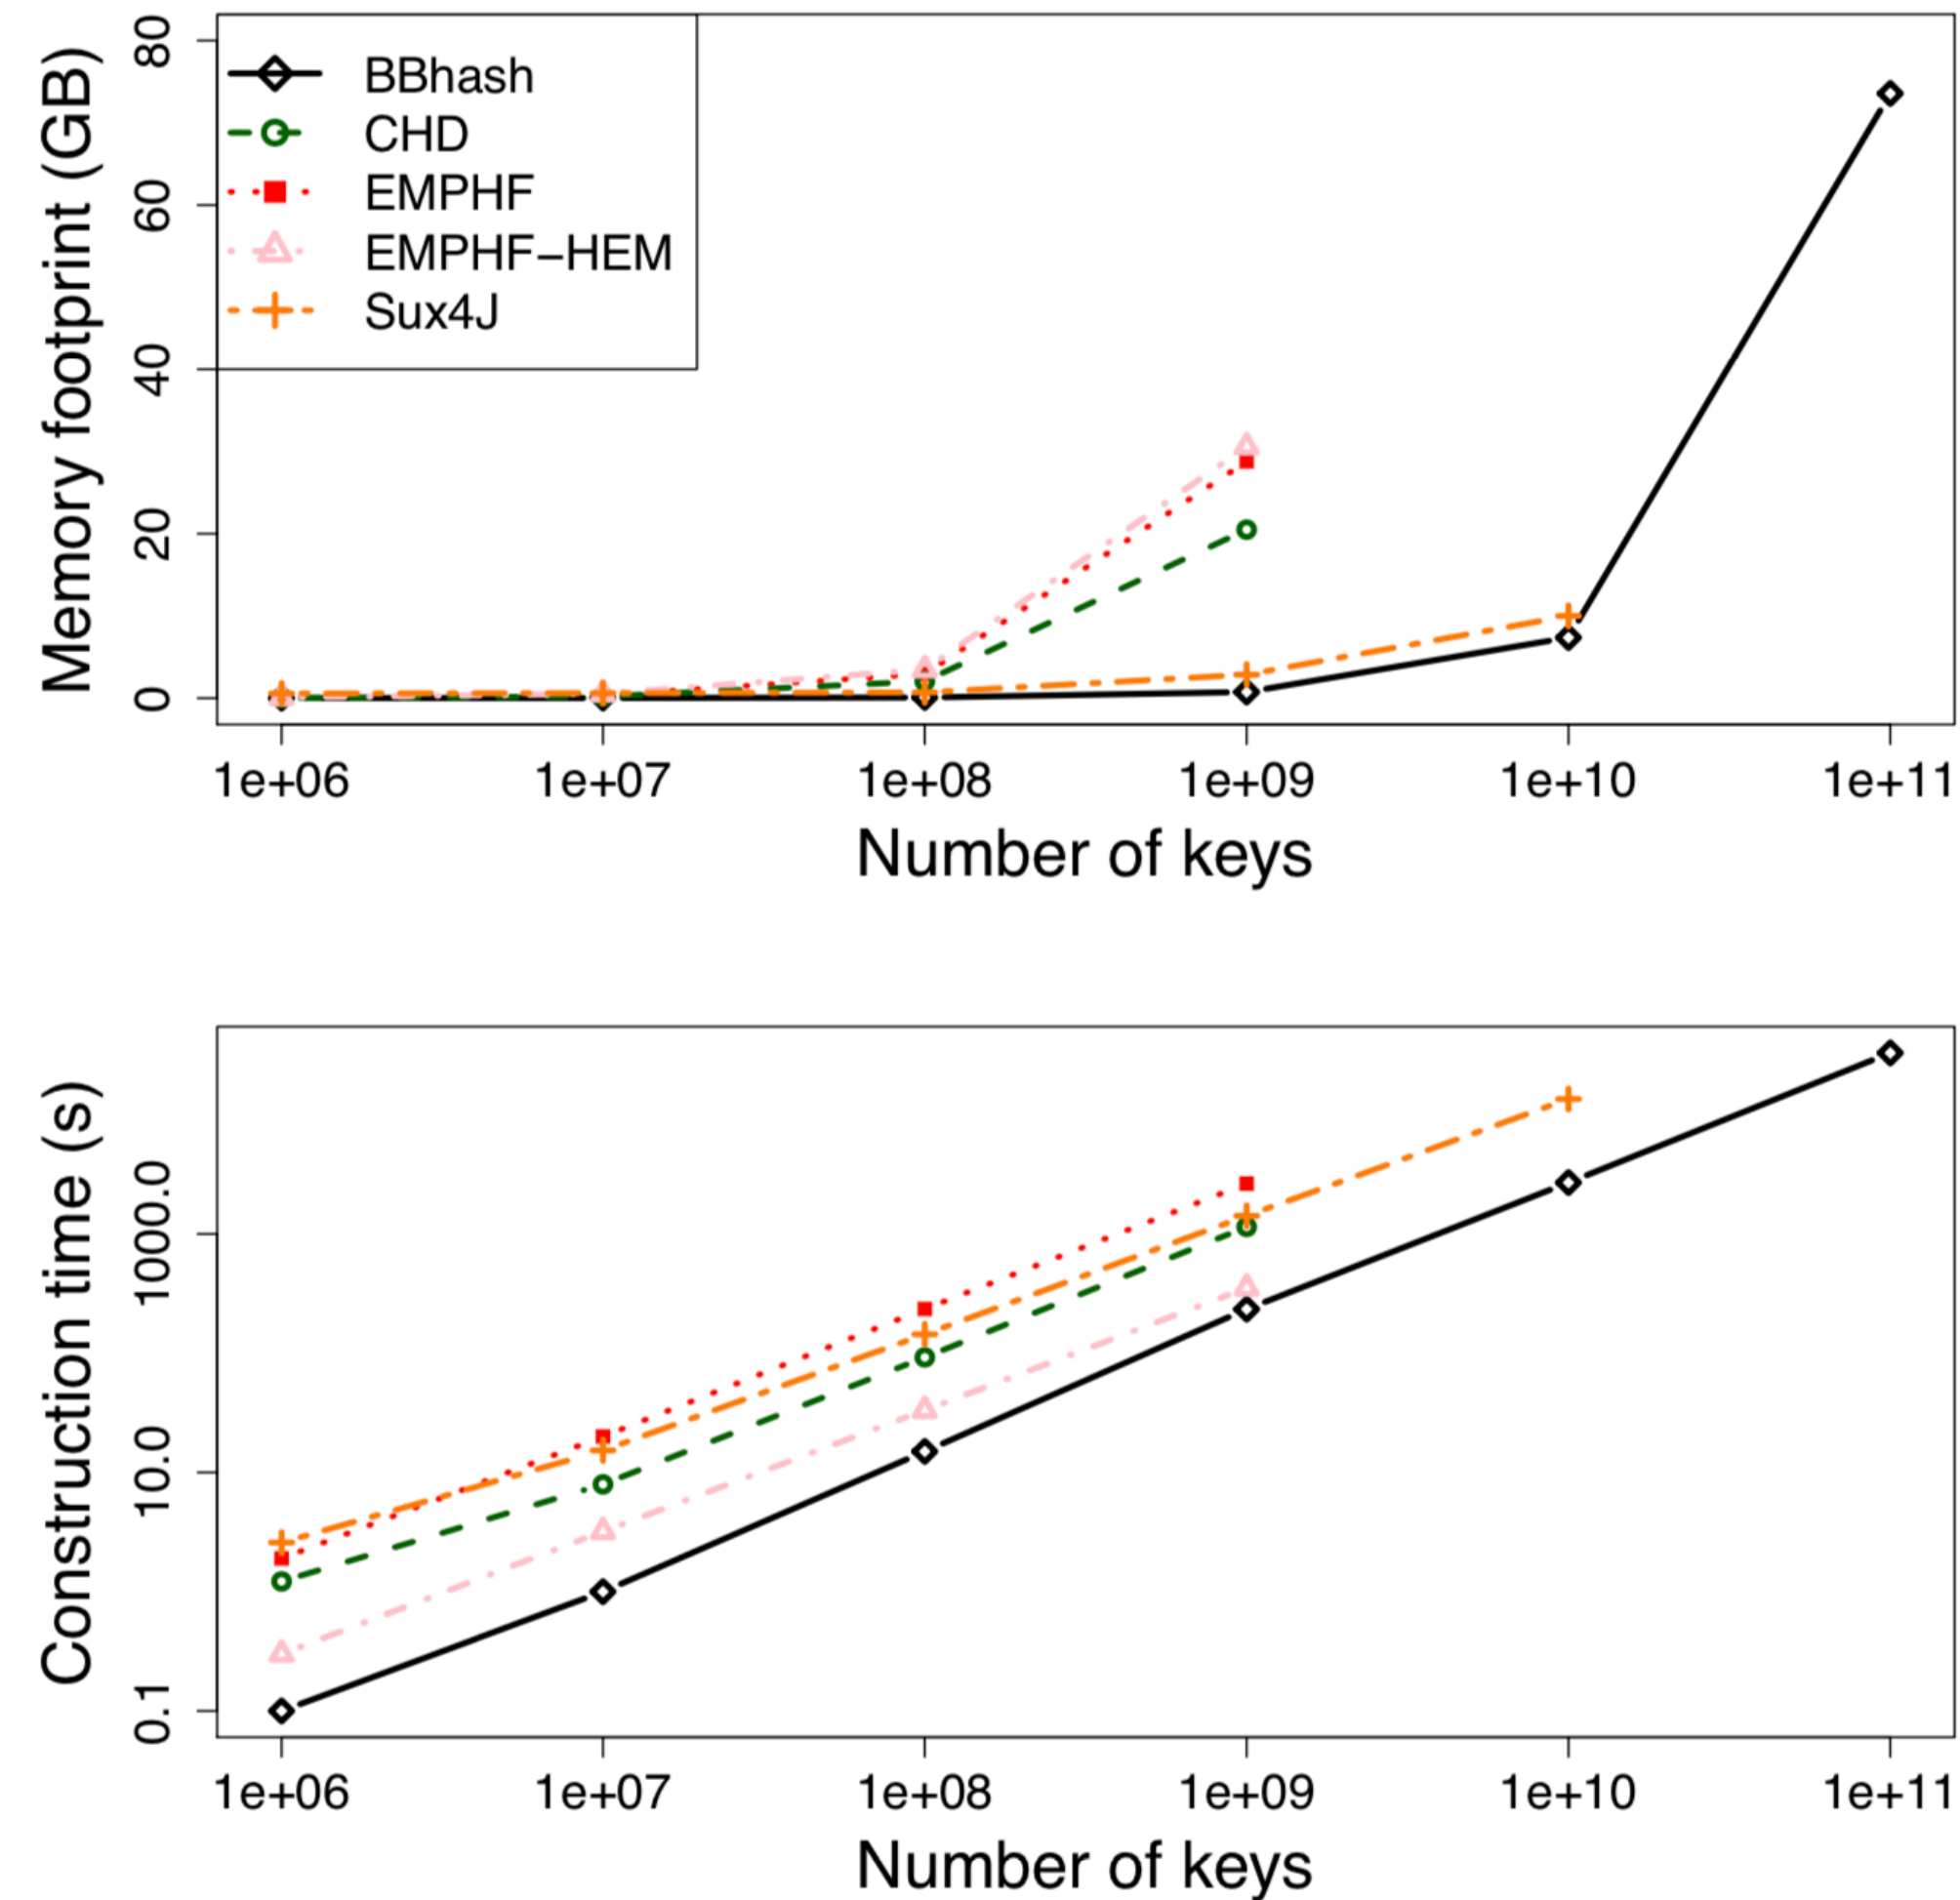 Memory footprint (GB)
80
60
40
20
0
BBhash
CHD
EMPHF
EMPHF−HEM
Sux4J
1e+06 1e+07 1e+08 1e+09 1e+10 1e+11
Number of keys
Construction time (s)
1000.0
10.0
0.1
1e+06 1e+07 1e+08 1e+09 1e+10 1e+11
Number of keys